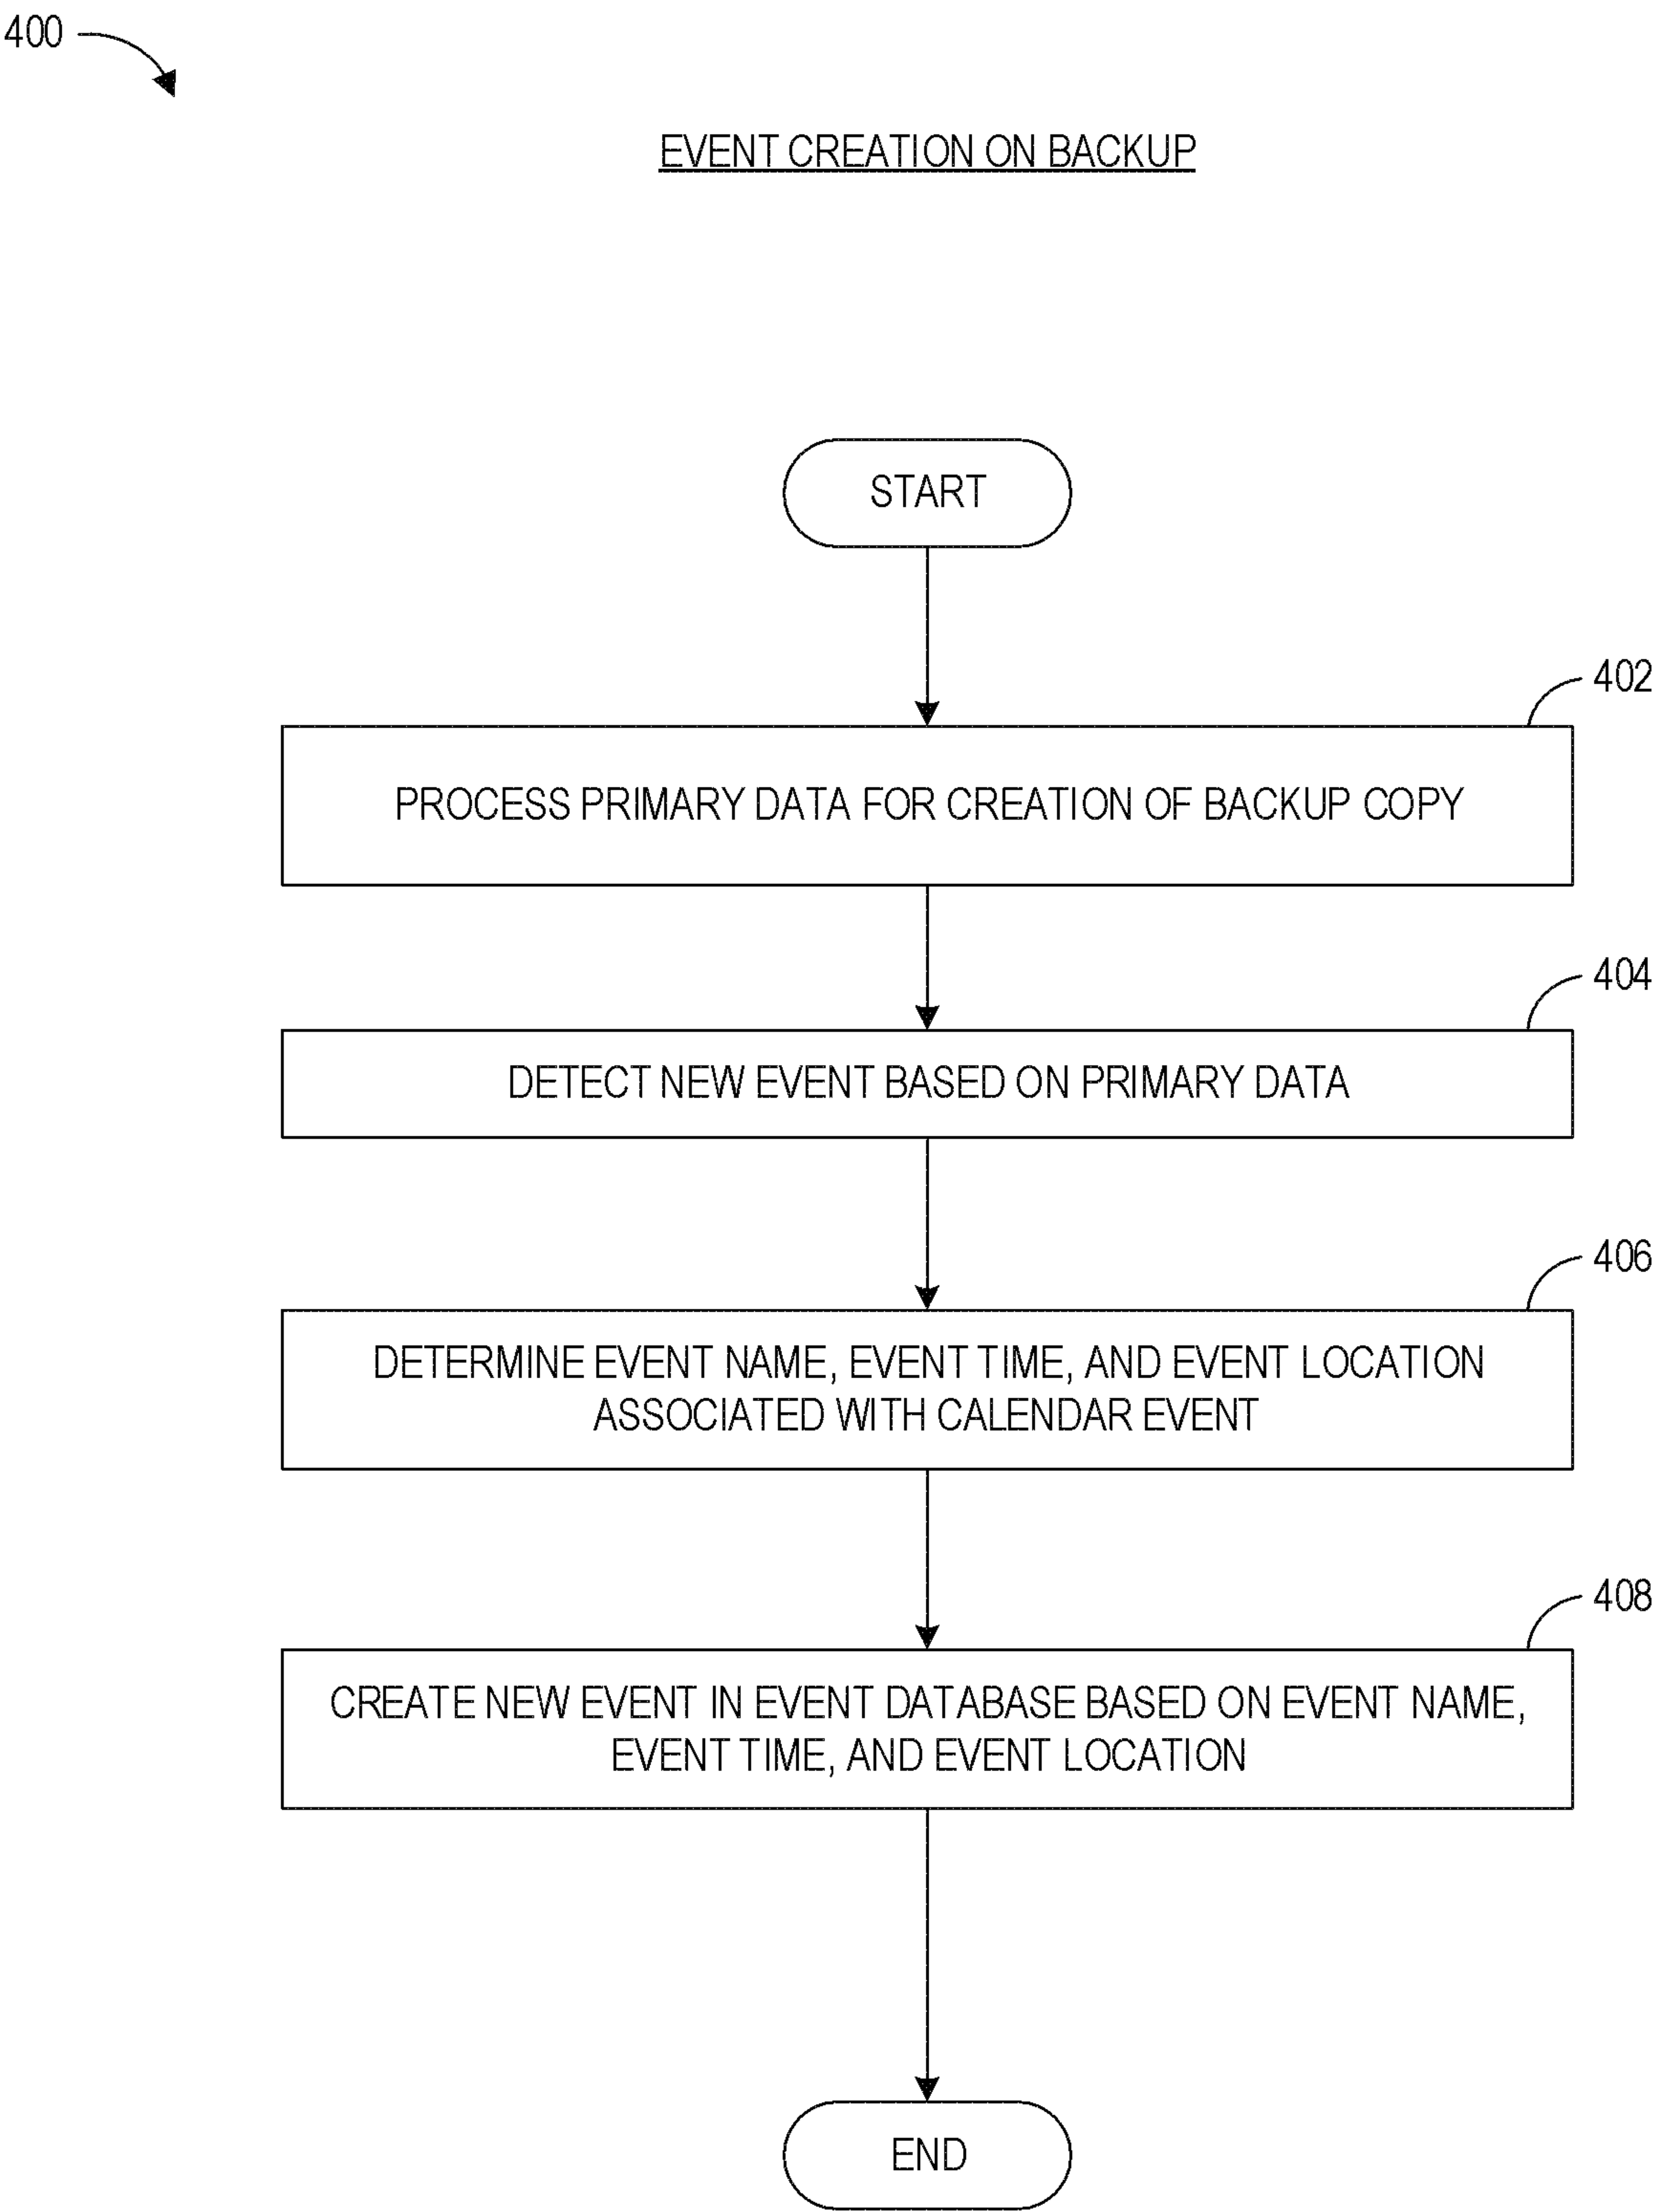 400
EVENT CREATION ON BACKUP
START
402
PROCESS PRIMARY DATA FOR CREATION OF BACKUP COPY
404
DETECT NEW EVENT BASED ON PRIMARY DATA
406
DETERMINE EVENT NAME, EVENT TIME, AND EVENT LOCATION
ASSOCIATED WITH CALENDAR EVENT
408
CREATE NEW EVENT IN EVENT DATABASE BASED ON EVENT NAME,
EVENT TIME, AND EVENT LOCATION
END